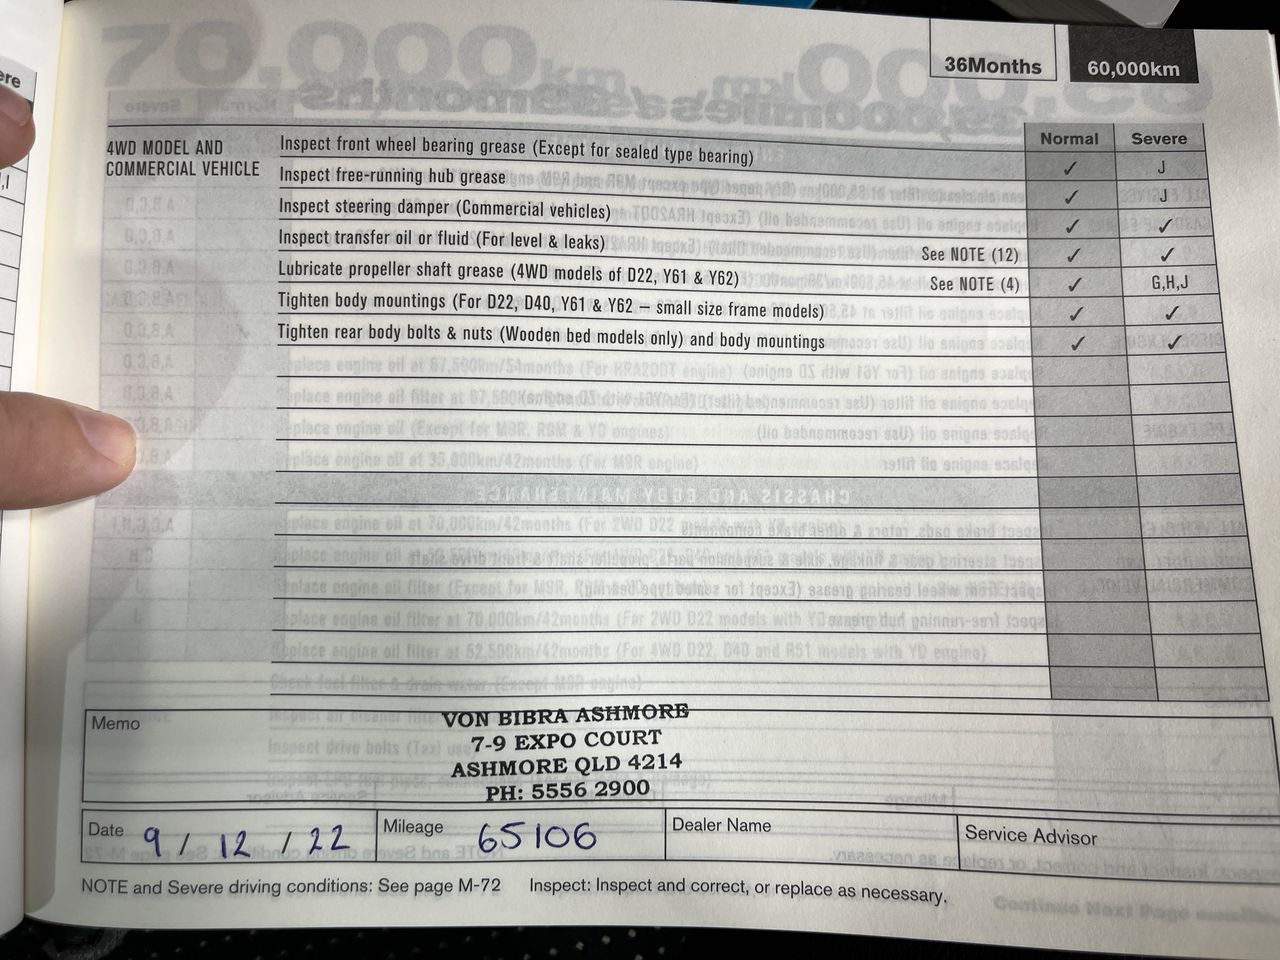 36Months 60,000km
Normal Severe
4WD MODEL AND
COMMERCIAL VEHICLE
Inspect front wheel bearing grease (Except for sealed type bearing) ✓ J
Inspect free-running hub grease ✓ J
Inspect steering damper (Commercial vehicles) ✓ ✓
Inspect transfer oil or fluid (For level & leaks) See NOTE (12) ✓ ✓
Lubricate propeller shaft grease (4WD models of D22, Y61 & Y62) See NOTE (4) ✓ G,H,J
Tighten body mountings (For D22, D40, Y61 & Y62 – small size frame models) ✓ ✓
Tighten rear body bolts & nuts (Wooden bed models only) and body mountings ✓ ✓
Memo
VON BIBRA ASHMORE
7-9 EXPO COURT
ASHMORE QLD 4214
PH: 5556 2900
Date 9 / 12 / 22 Mileage 65106 Dealer Name Service Advisor
NOTE and Severe driving conditions: See page M-72 Inspect: Inspect and correct, or replace as necessary.